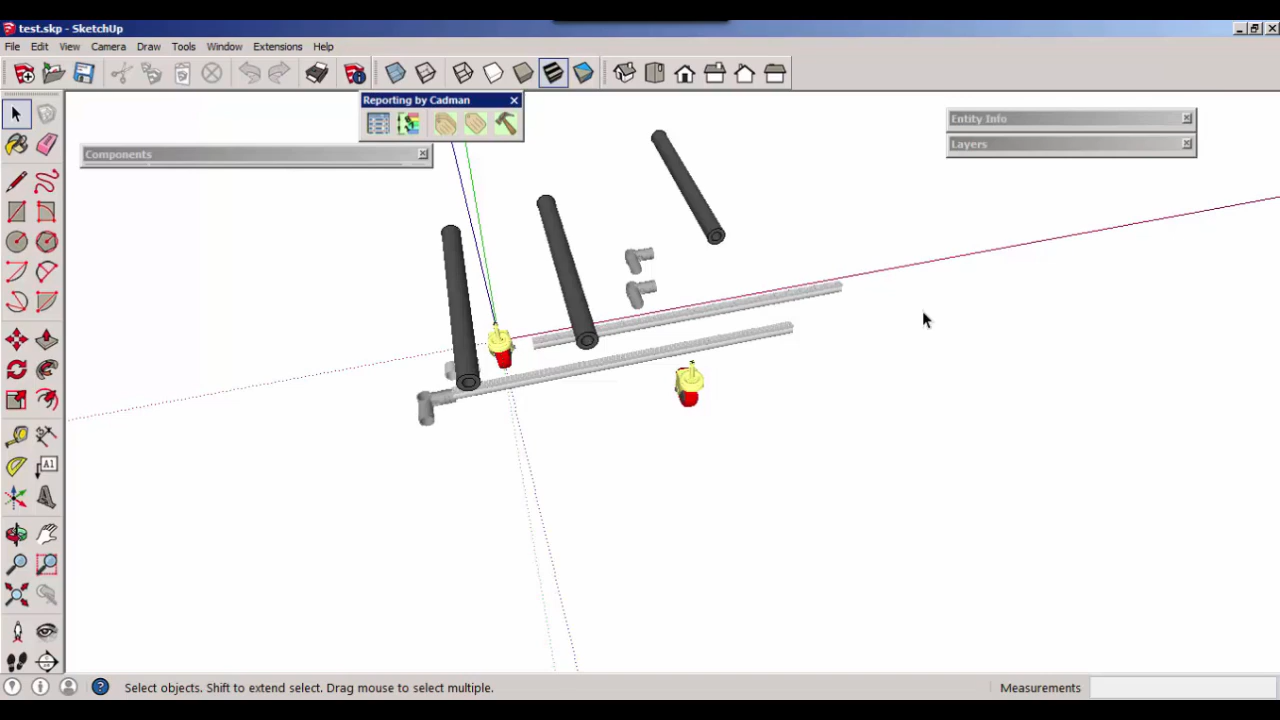 test.skp - SketchUp
File Edit View Camera Draw Tools Window Extensions Help
Reporting by Cadman
Components
Entity Info
Layers
A1
Select objects. Shift to extend select. Drag mouse to select multiple.
Measurements